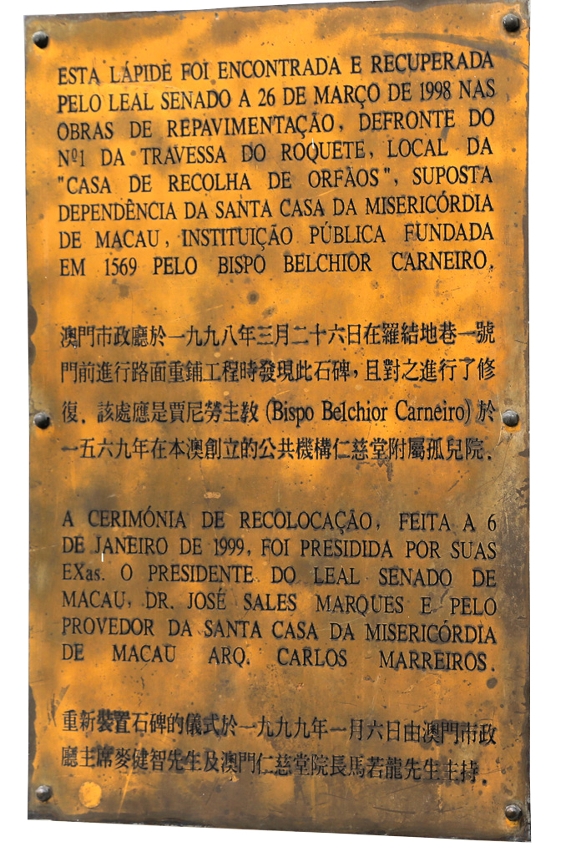 ESTA LÁPIDE FOI ENCONTRADA E RECUPERADA
PELO LEAL SENADO A 26 DE MARÇO DE 1998 NAS
OBRAS DE REPAVIMENTAÇÃO, DEFRONTE DO
Nº1 DA TRAVESSA DO ROQUETE, LOCAL DA
"CASA DE RECOLHA DE ORFÃOS", SUPOSTA
DEPENDÊNCIA DA SANTA CASA DA MISERICÓRDIA
DE MACAU, INSTITUIÇÃO PÚBLICA FUNDADA
EM 1569 PELO BISPO BELCHIOR CARNEIRO.
澳門市政廳於一九九八年三月二十六日在羅結地巷一號
門前進行路面重鋪工程時發現此石碑，且對之進行了修
復．該處應是賈尼勞主教 (Bispo Belchior Carneiro) 於
一五六九年在本澳創立的公共機構仁慈堂附屬孤兒院．
A CERIMÓNIA DE RECOLOCAÇÃO, FEITA A 6
DE JANEIRO DE 1999, FOI PRESIDIDA POR SUAS
EXas. O PRESIDENTE DO LEAL SENADO DE
MACAU, DR. JOSÉ SALES MARQUES E PELO
PROVEDOR DA SANTA CASA DA MISERICÓRDIA
DE MACAU ARQ. CARLOS MARREIROS.
重新裝置石碑的儀式於一九九九年一月六日由澳門市政
廳主席麥健智先生及澳門仁慈堂院長馬若龍先生主持．